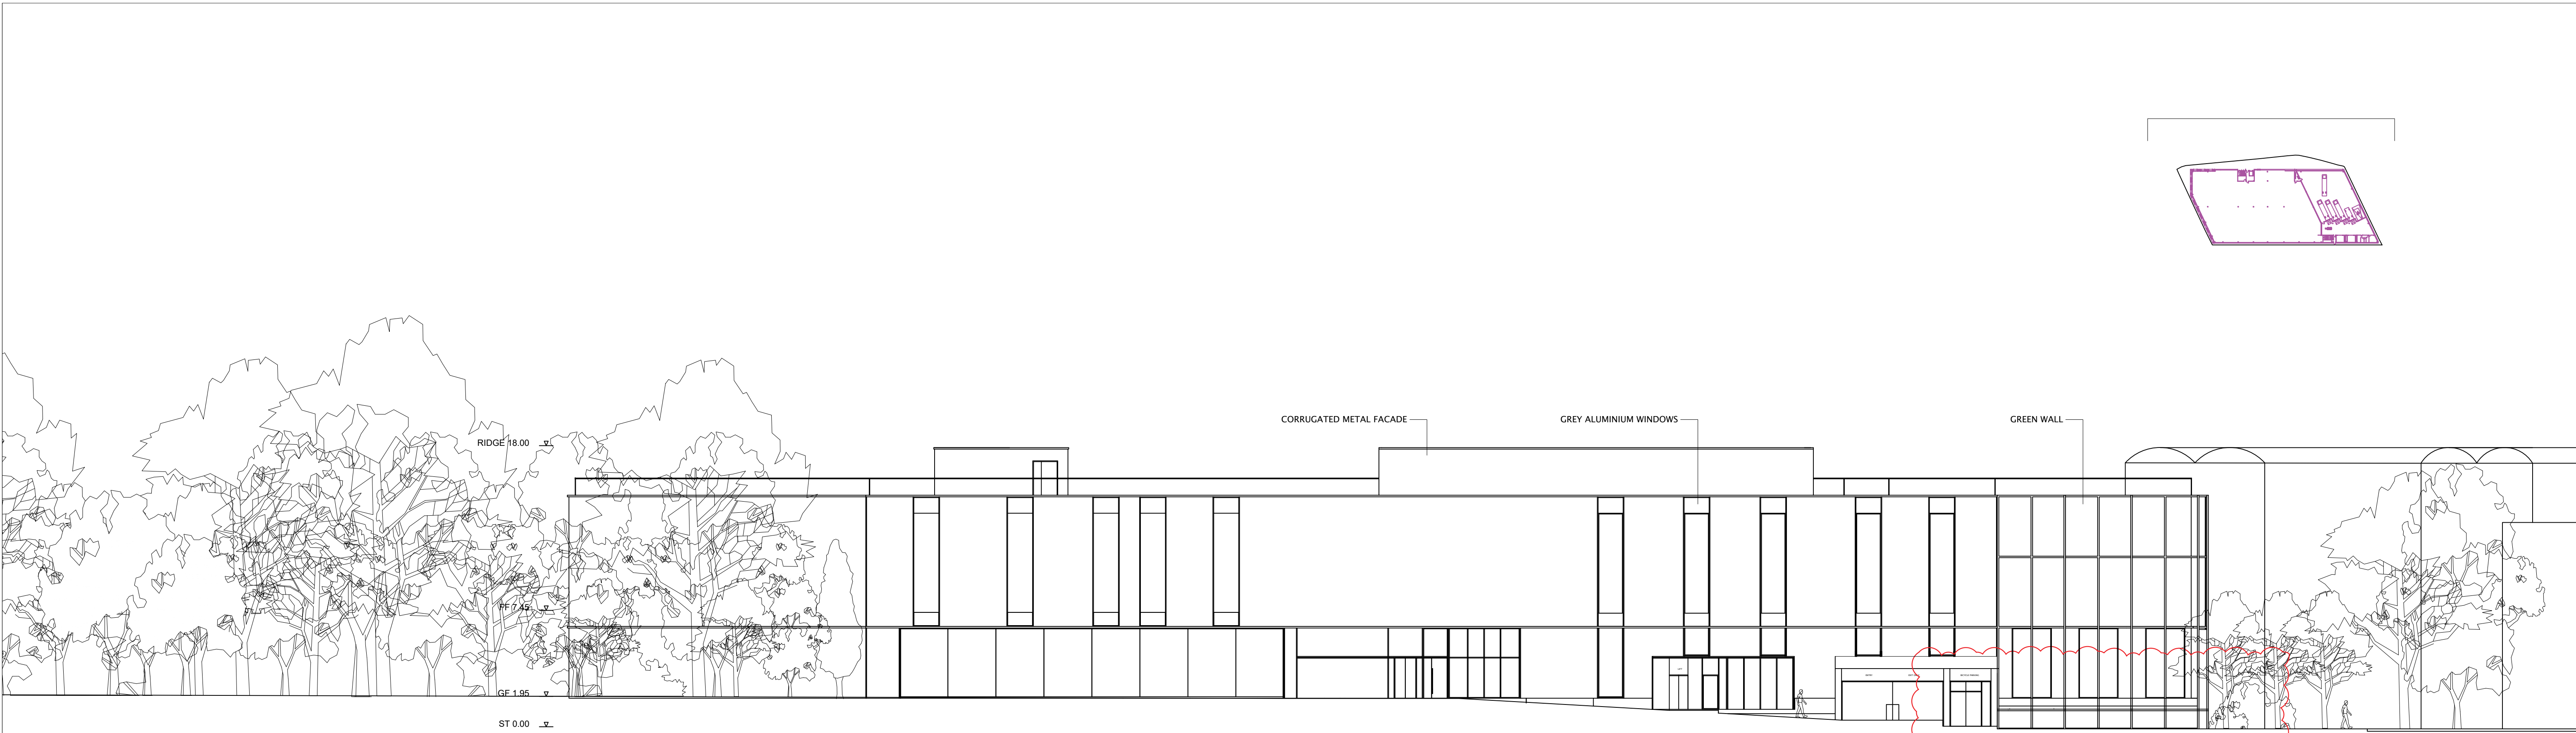 CORRUGATED METAL FACADE
GREY ALUMINIUM WINDOWS
GREEN WALL
RIDGE 18.00
FF 7.45
GF 1.95
ST 0.00